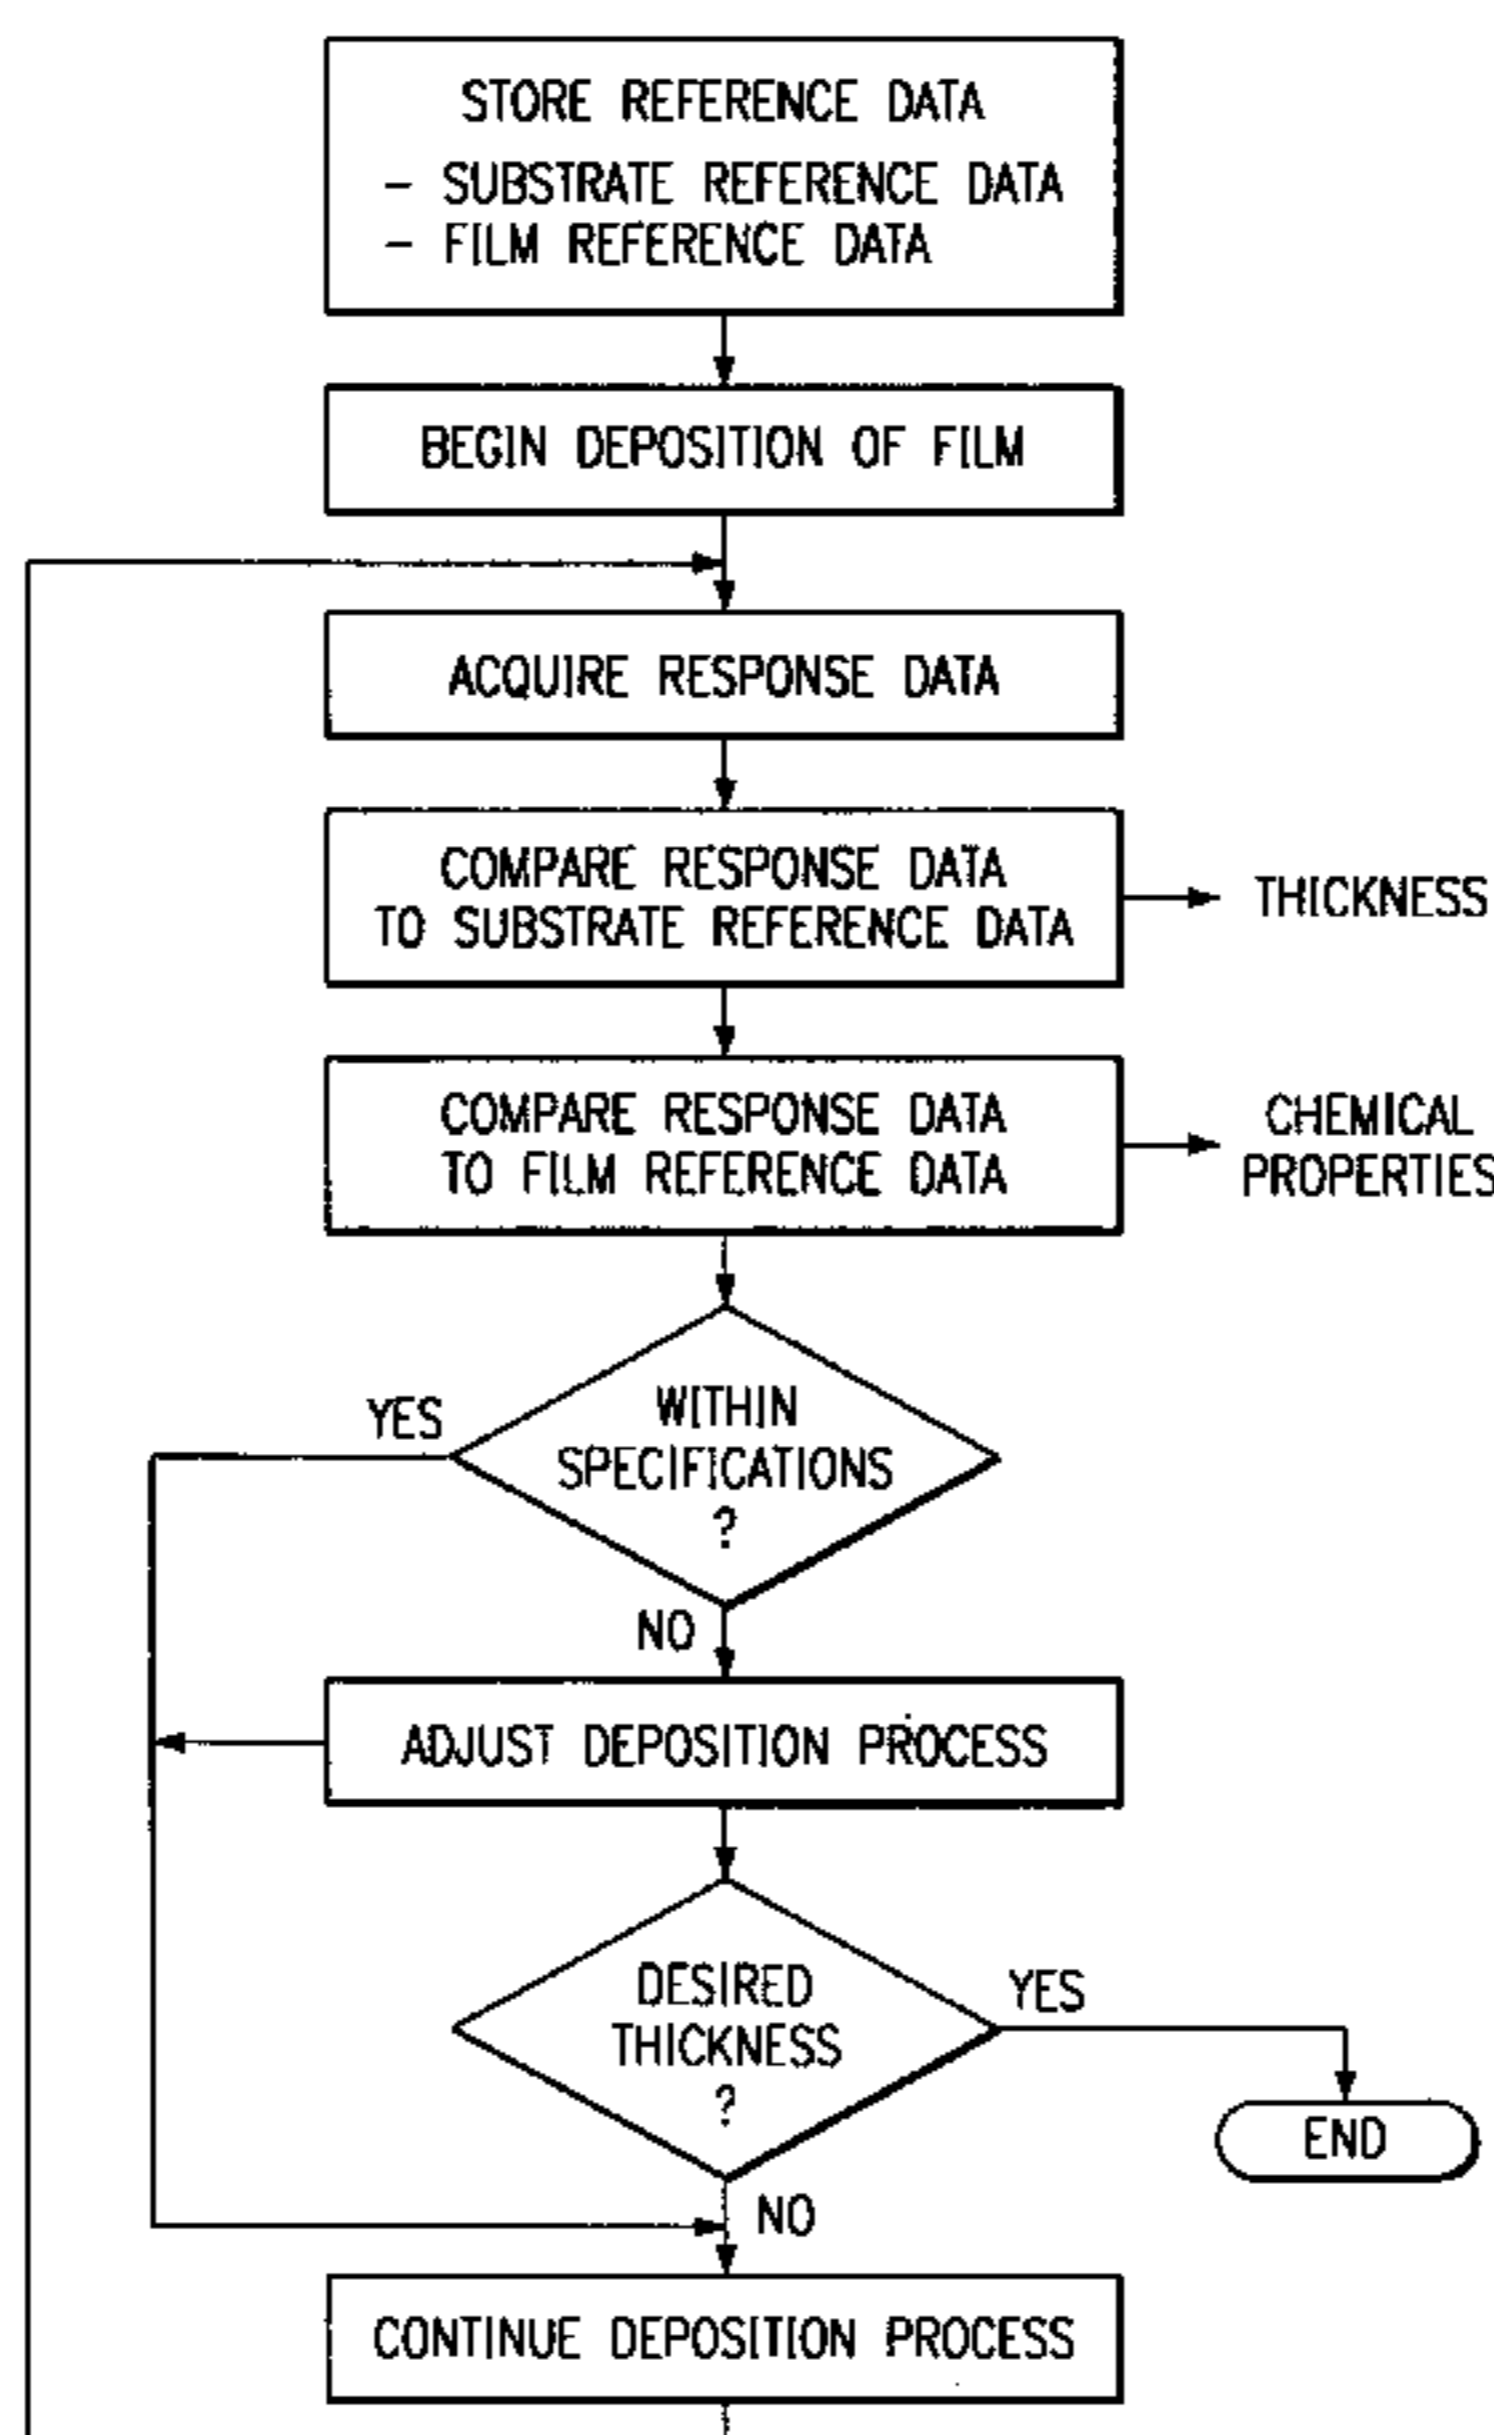 STORE REFERENCE DATA
- SUBSTRATE REFERENCE DATA
- FILM REFERENCE DATA
BEGIN DEPOSITION OF FILM
ACQUIRE RESPONSE DATA
COMPARE RESPONSE DATA
TO SUBSTRATE REFERENCE DATA
THICKNESS
COMPARE RESPONSE DATA
TO FILM REFERENCE DATA
CHEMICAL
PROPERTIES
YES
WITHIN
SPECIFICATIONS
?
NO
ADJUST DEPOSITION PROCESS
DESIRED
THICKNESS
?
YES
END
NO
CONTINUE DEPOSITION PROCESS